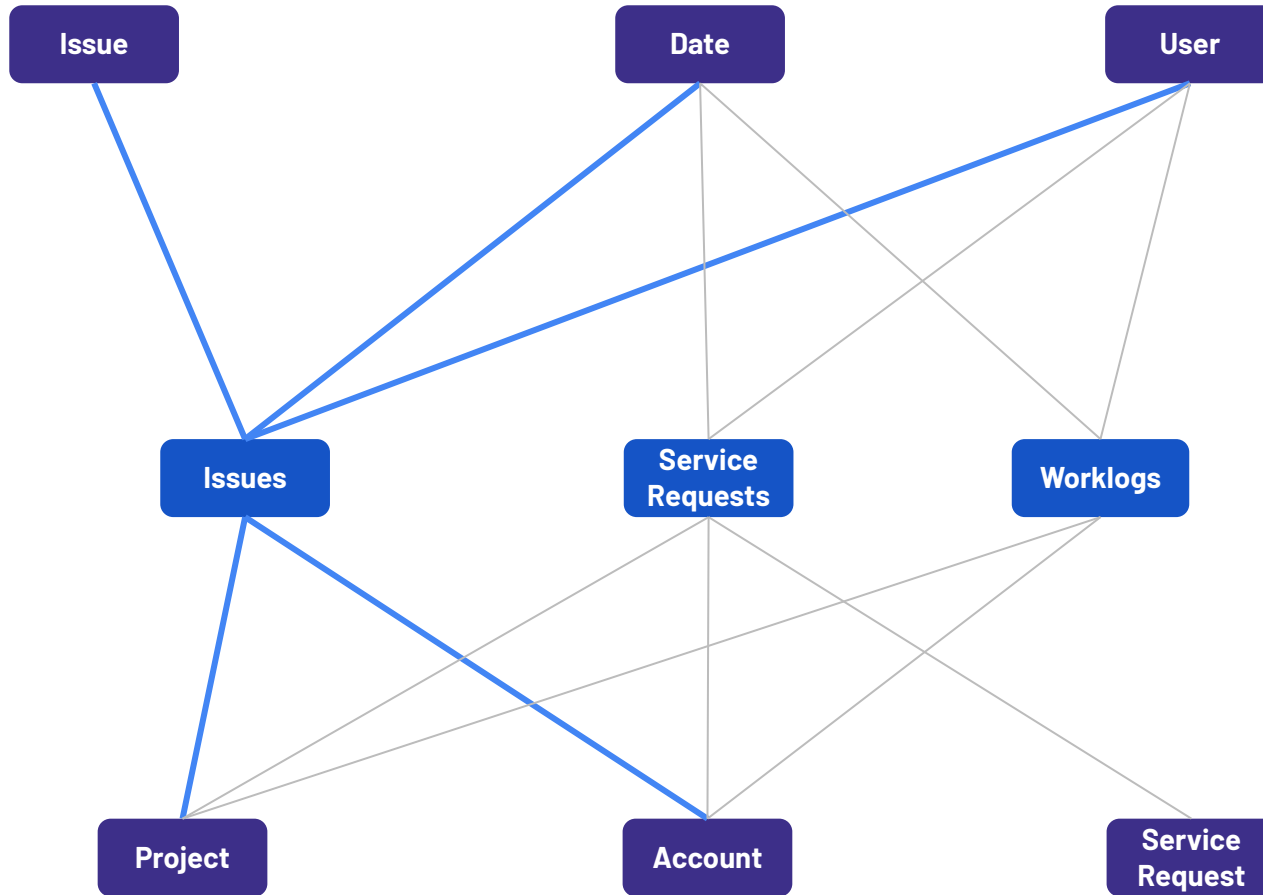 Issue
Date
User
Issues
Service
Requests
Worklogs
Project
Account
Service
Request